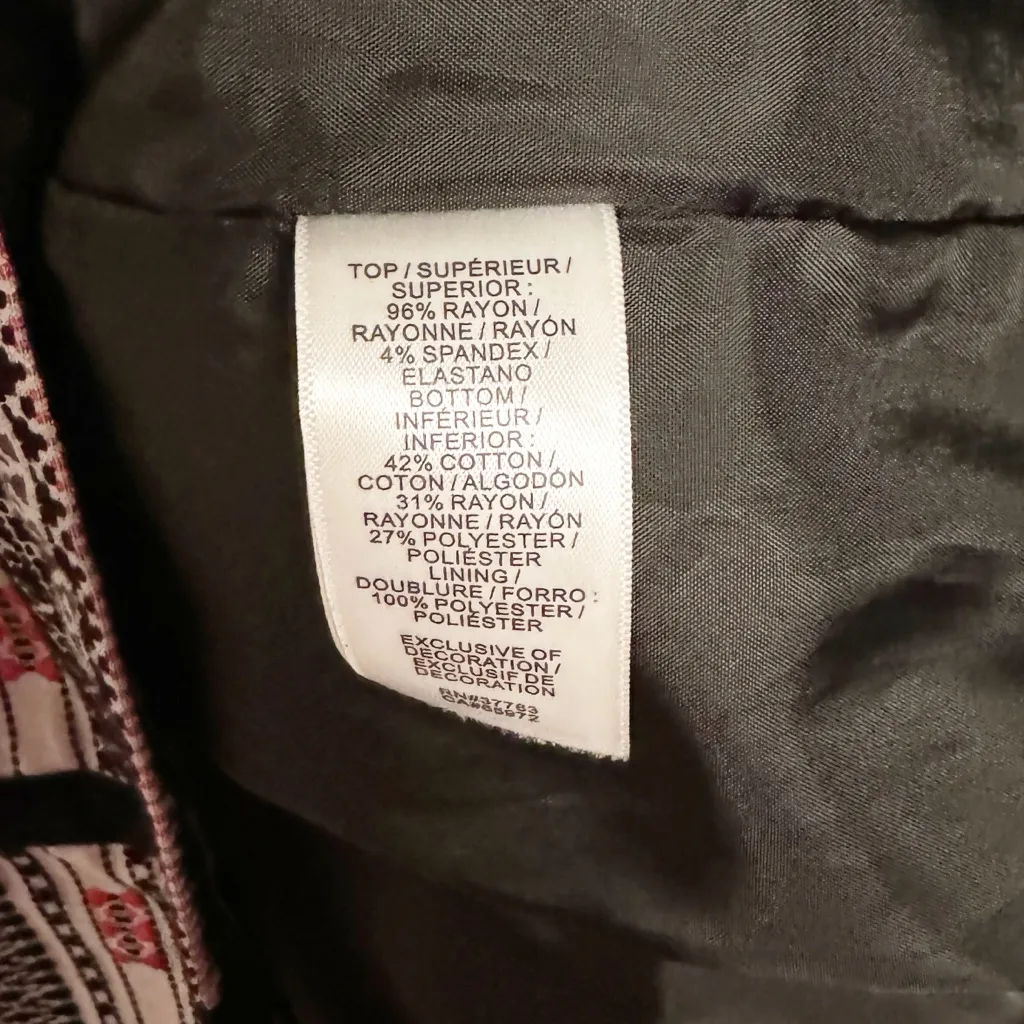 TOP / SUPÉRIEUR /
SUPERIOR :
96% RAYON /
RAYONNE / RAYÓN
4% SPANDEX /
ELASTANO
BOTTOM /
INFÉRIEUR /
INFERIOR :
42% COTTON /
COTON / ALGODÓN
31% RAYON /
RAYONNE / RAYÓN
27% POLYESTER /
POLIÉSTER
LINING /
DOUBLURE / FORRO :
100% POLYESTER /
POLIÉSTER
EXCLUSIVE OF
DECORATION /
EXCLUSIF DE
DECORATION
RN#37763
CA#65972